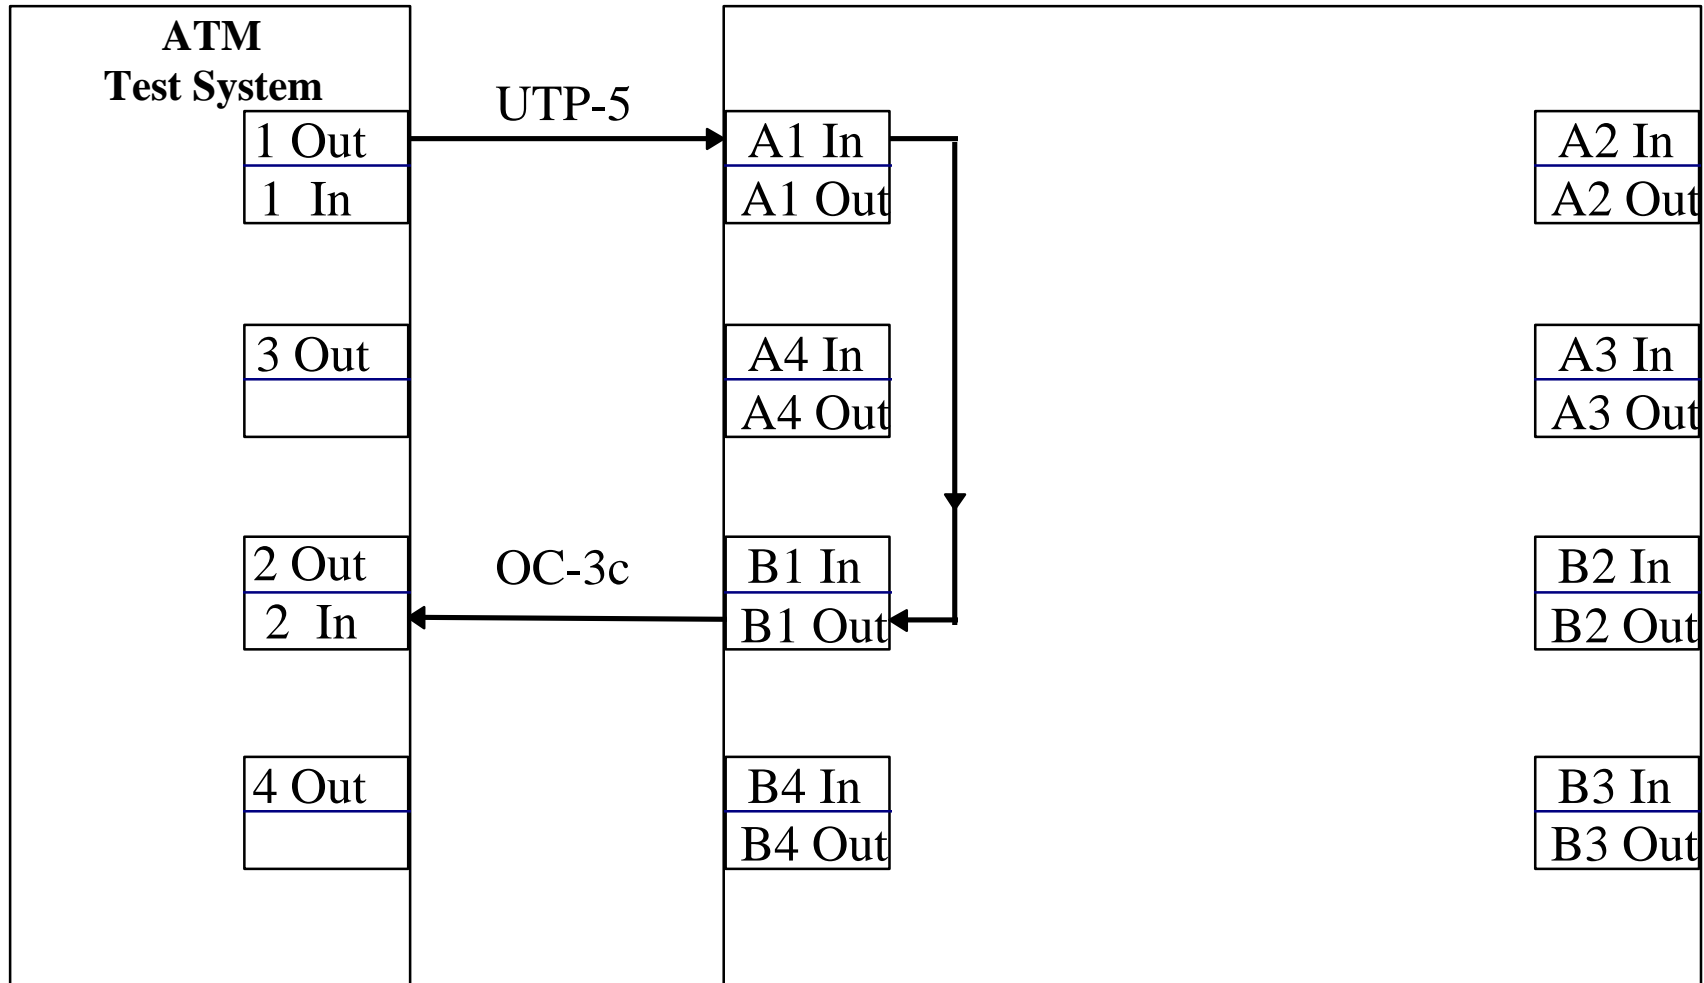 ATM
Test System
UTP-5
1 Out
1 In
A1 In
A1 Out
A2 In
A2 Out
3 Out
A4 In
A4 Out
A3 In
A3 Out
2 Out
2 In
OC-3c
B1 In
B1 Out
B2 In
B2 Out
4 Out
B4 In
B4 Out
B3 In
B3 Out